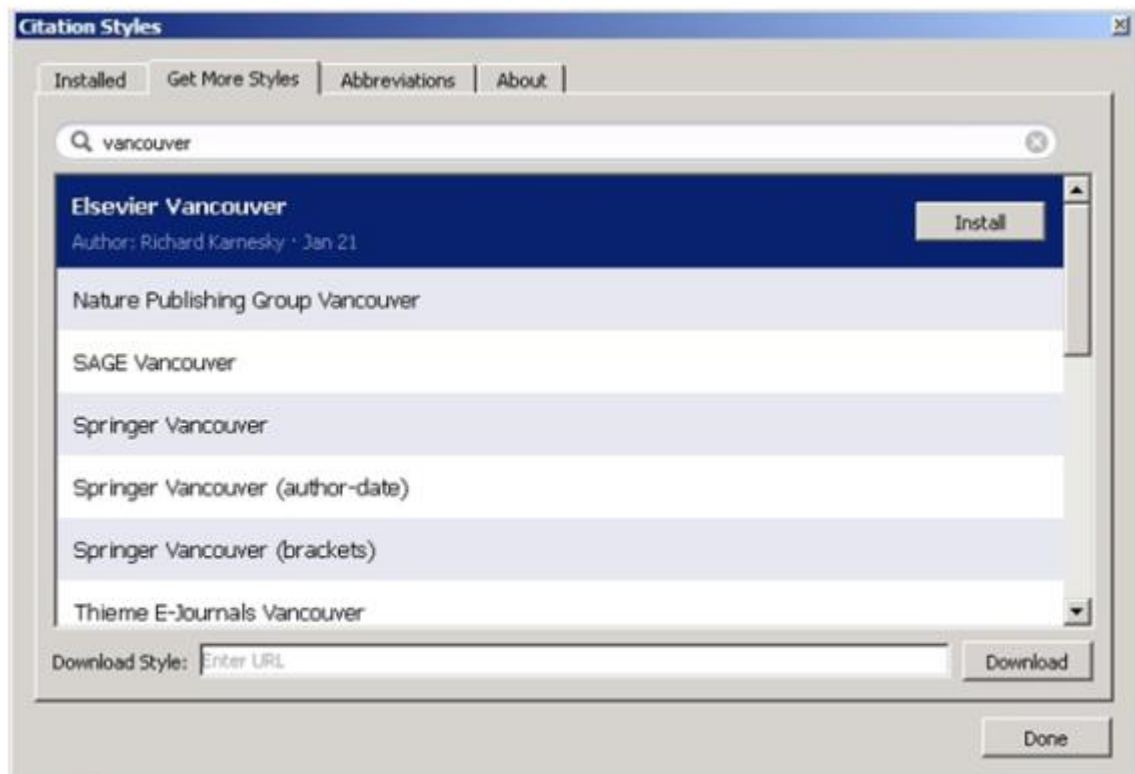 Citation Styles
Installed Get More Styles Abbreviations About
vancouver
Elsevier Vancouver
Install
Author: Richard Karnesky · Jan 21
Nature Publishing Group Vancouver
SAGE Vancouver
Springer Vancouver
Springer Vancouver (author-date)
Springer Vancouver (brackets)
Thieme E-Journals Vancouver
Download Style: Enter URL Download
Done